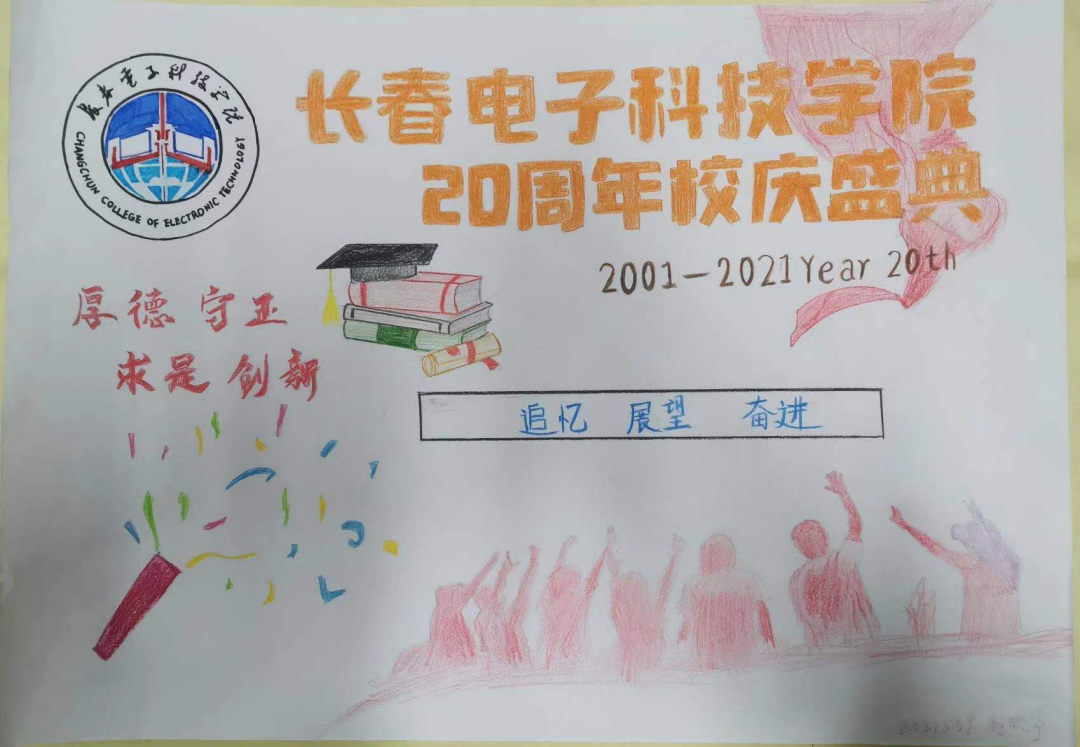 长春电子科技学院
CHANGCHUN COLLEGE OF ELECTRONIC TECHNOLOGY
长春电子科技学院
20周年校庆盛典
2001-2021Year 20th
厚德 守正
求是 创新
追忆 展望 奋进